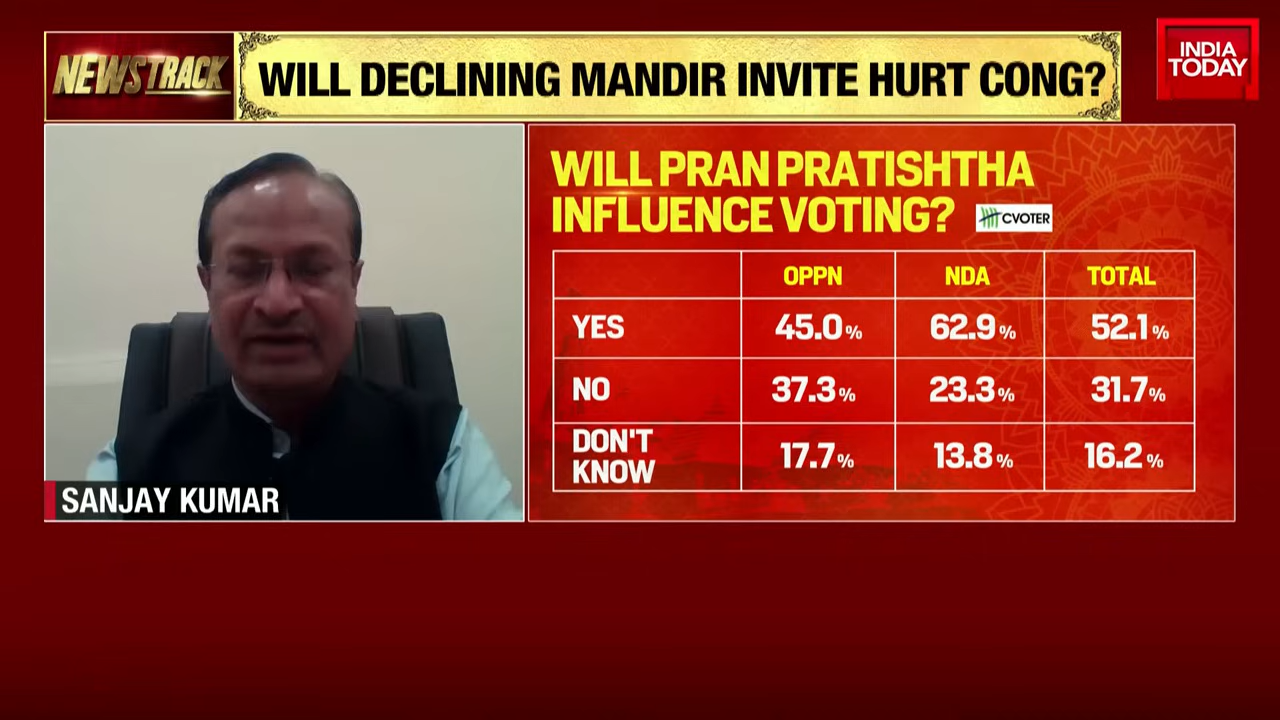 NEWSTRACK
WILL DECLINING MANDIR INVITE HURT CONG?
INDIA
TODAY
WILL PRAN PRATISHTHA
INFLUENCE VOTING?
CVOTER
OPPN NDA TOTAL
YES 45.0% 62.9% 52.1%
NO 37.3% 23.3% 31.7%
DON'T
KNOW 17.7% 13.8% 16.2%
SANJAY KUMAR